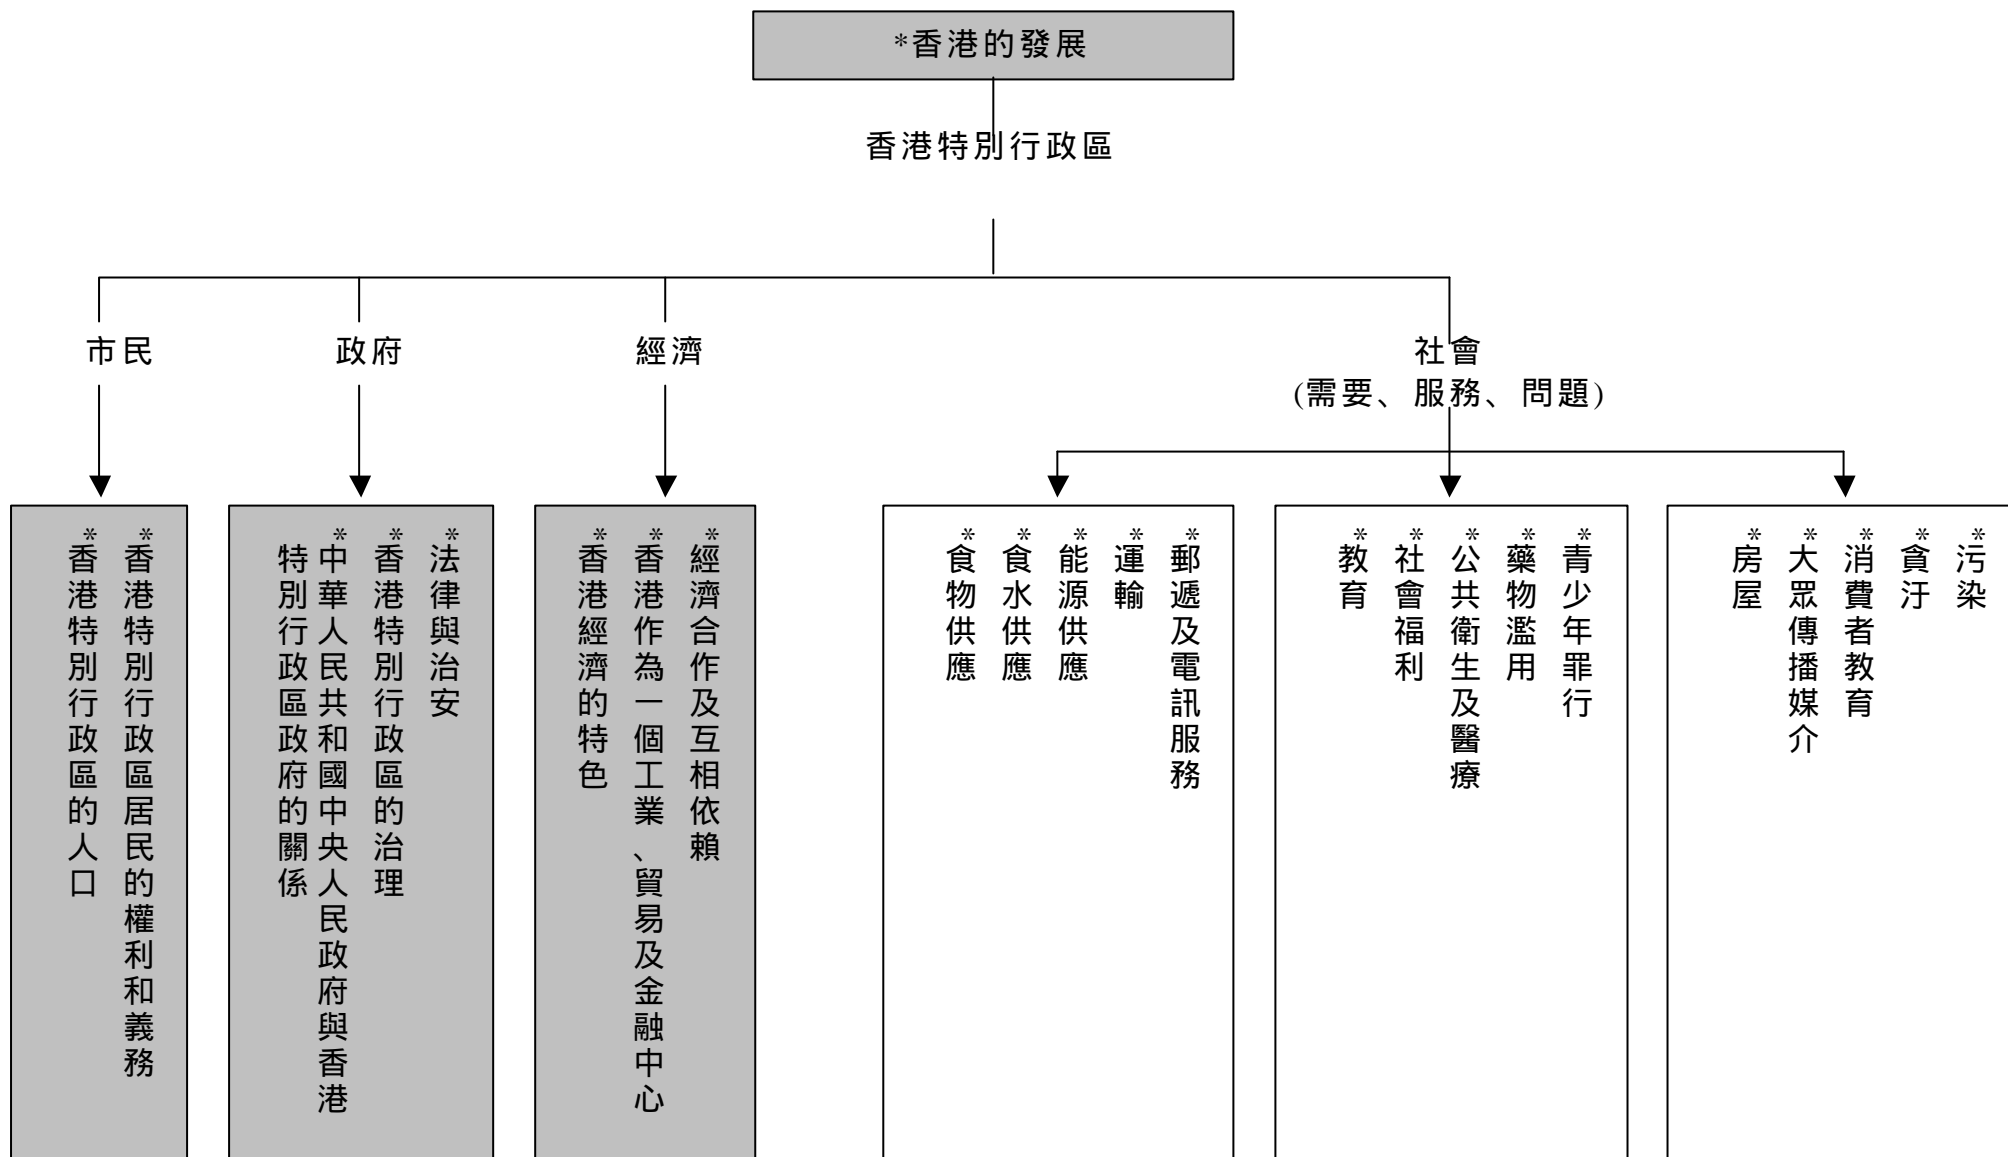 *香港的發展
香港特別行政區
市民
政府
經濟
社會
(需要、服務、問題)
*香港特別行政區的人口
*香港特別行政區居民的權利和義務
*中華人民共和國中央人民政府與香港
特別行政區政府的關係
*香港特別行政區的治理
*法律與治安
*香港經濟的特色
*香港作為一個工業、貿易及金融中心
*經濟合作及互相依賴
*食物供應
*食水供應
*能源供應
*運輸
*郵遞及電訊服務
*教育
*社會福利
*公共衛生及醫療
*藥物濫用
*青少年罪行
*房屋
*大眾傳播媒介
*消費者教育
*貪汙
*污染